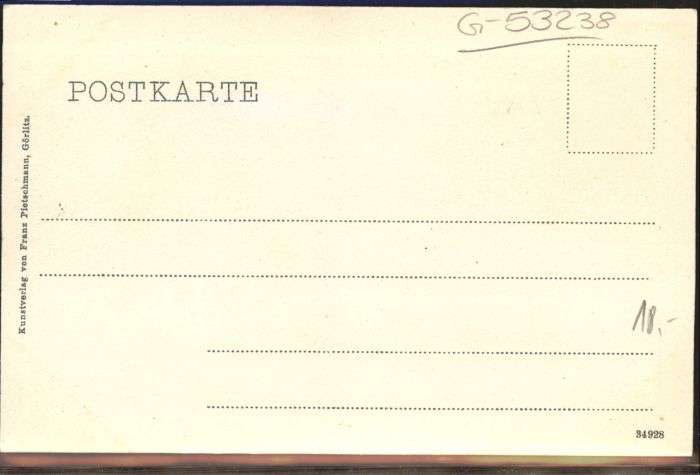 G-53238
POSTKARTE
Kunstverlag von Franz Pietschmann, Görlitz.
18,-
34928